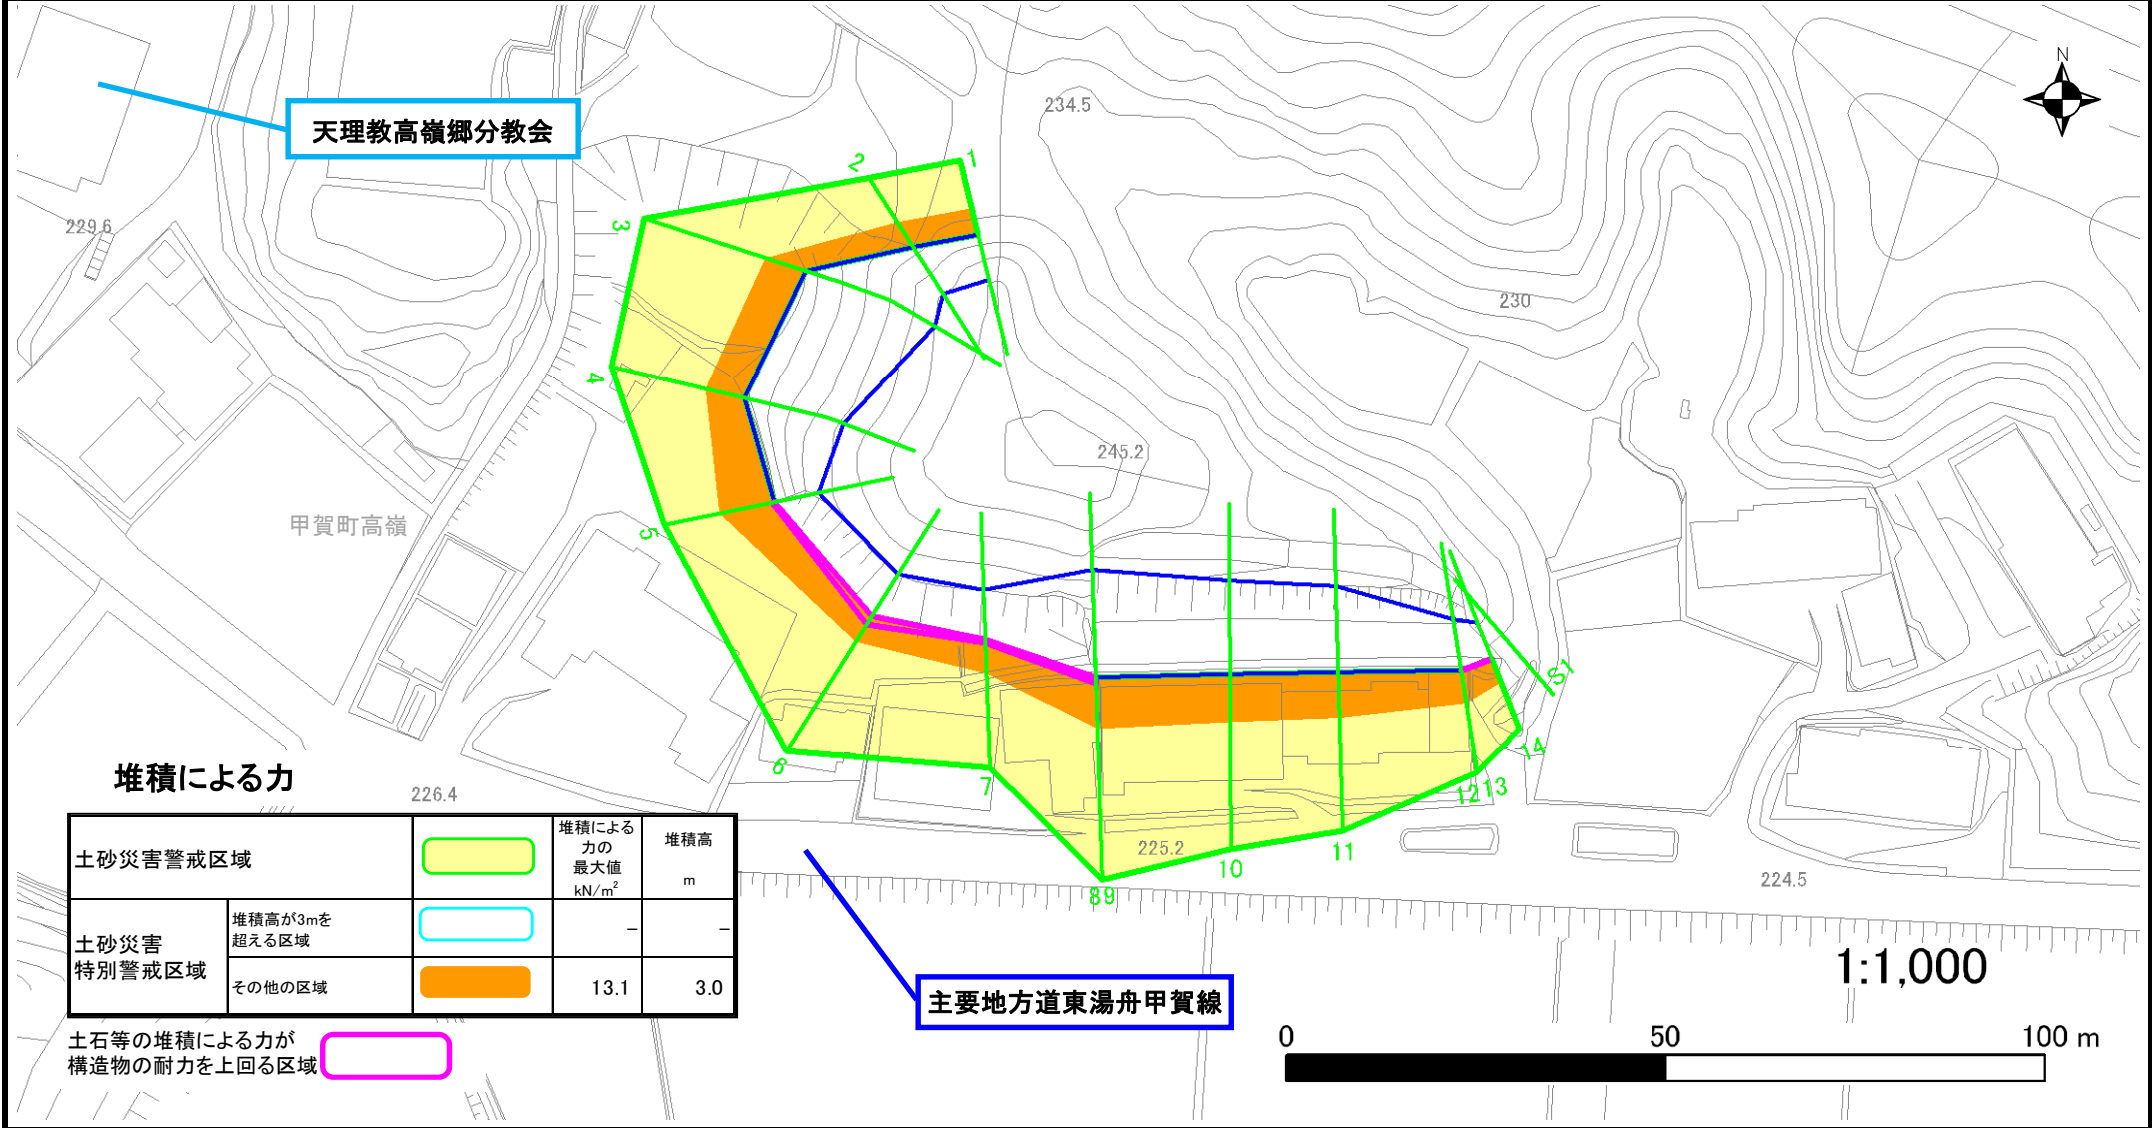 N
234.5
天理教高嶺郷分教会
1
2
3
229.6
230
4
245.2
甲賀町高嶺
5
S1
14
6
7
12
13
堆積による力
226.4
225.2
11
10
224.5
89
堆積による
力の
最大値
kN/m²
堆積高
m
土砂災害警戒区域
土砂災害
特別警戒区域
堆積高が3mを
超える区域
–
–
その他の区域
13.1
3.0
土石等の堆積による力が
構造物の耐力を上回る区域
主要地方道東湯舟甲賀線
1:1,000
0
50
100 m